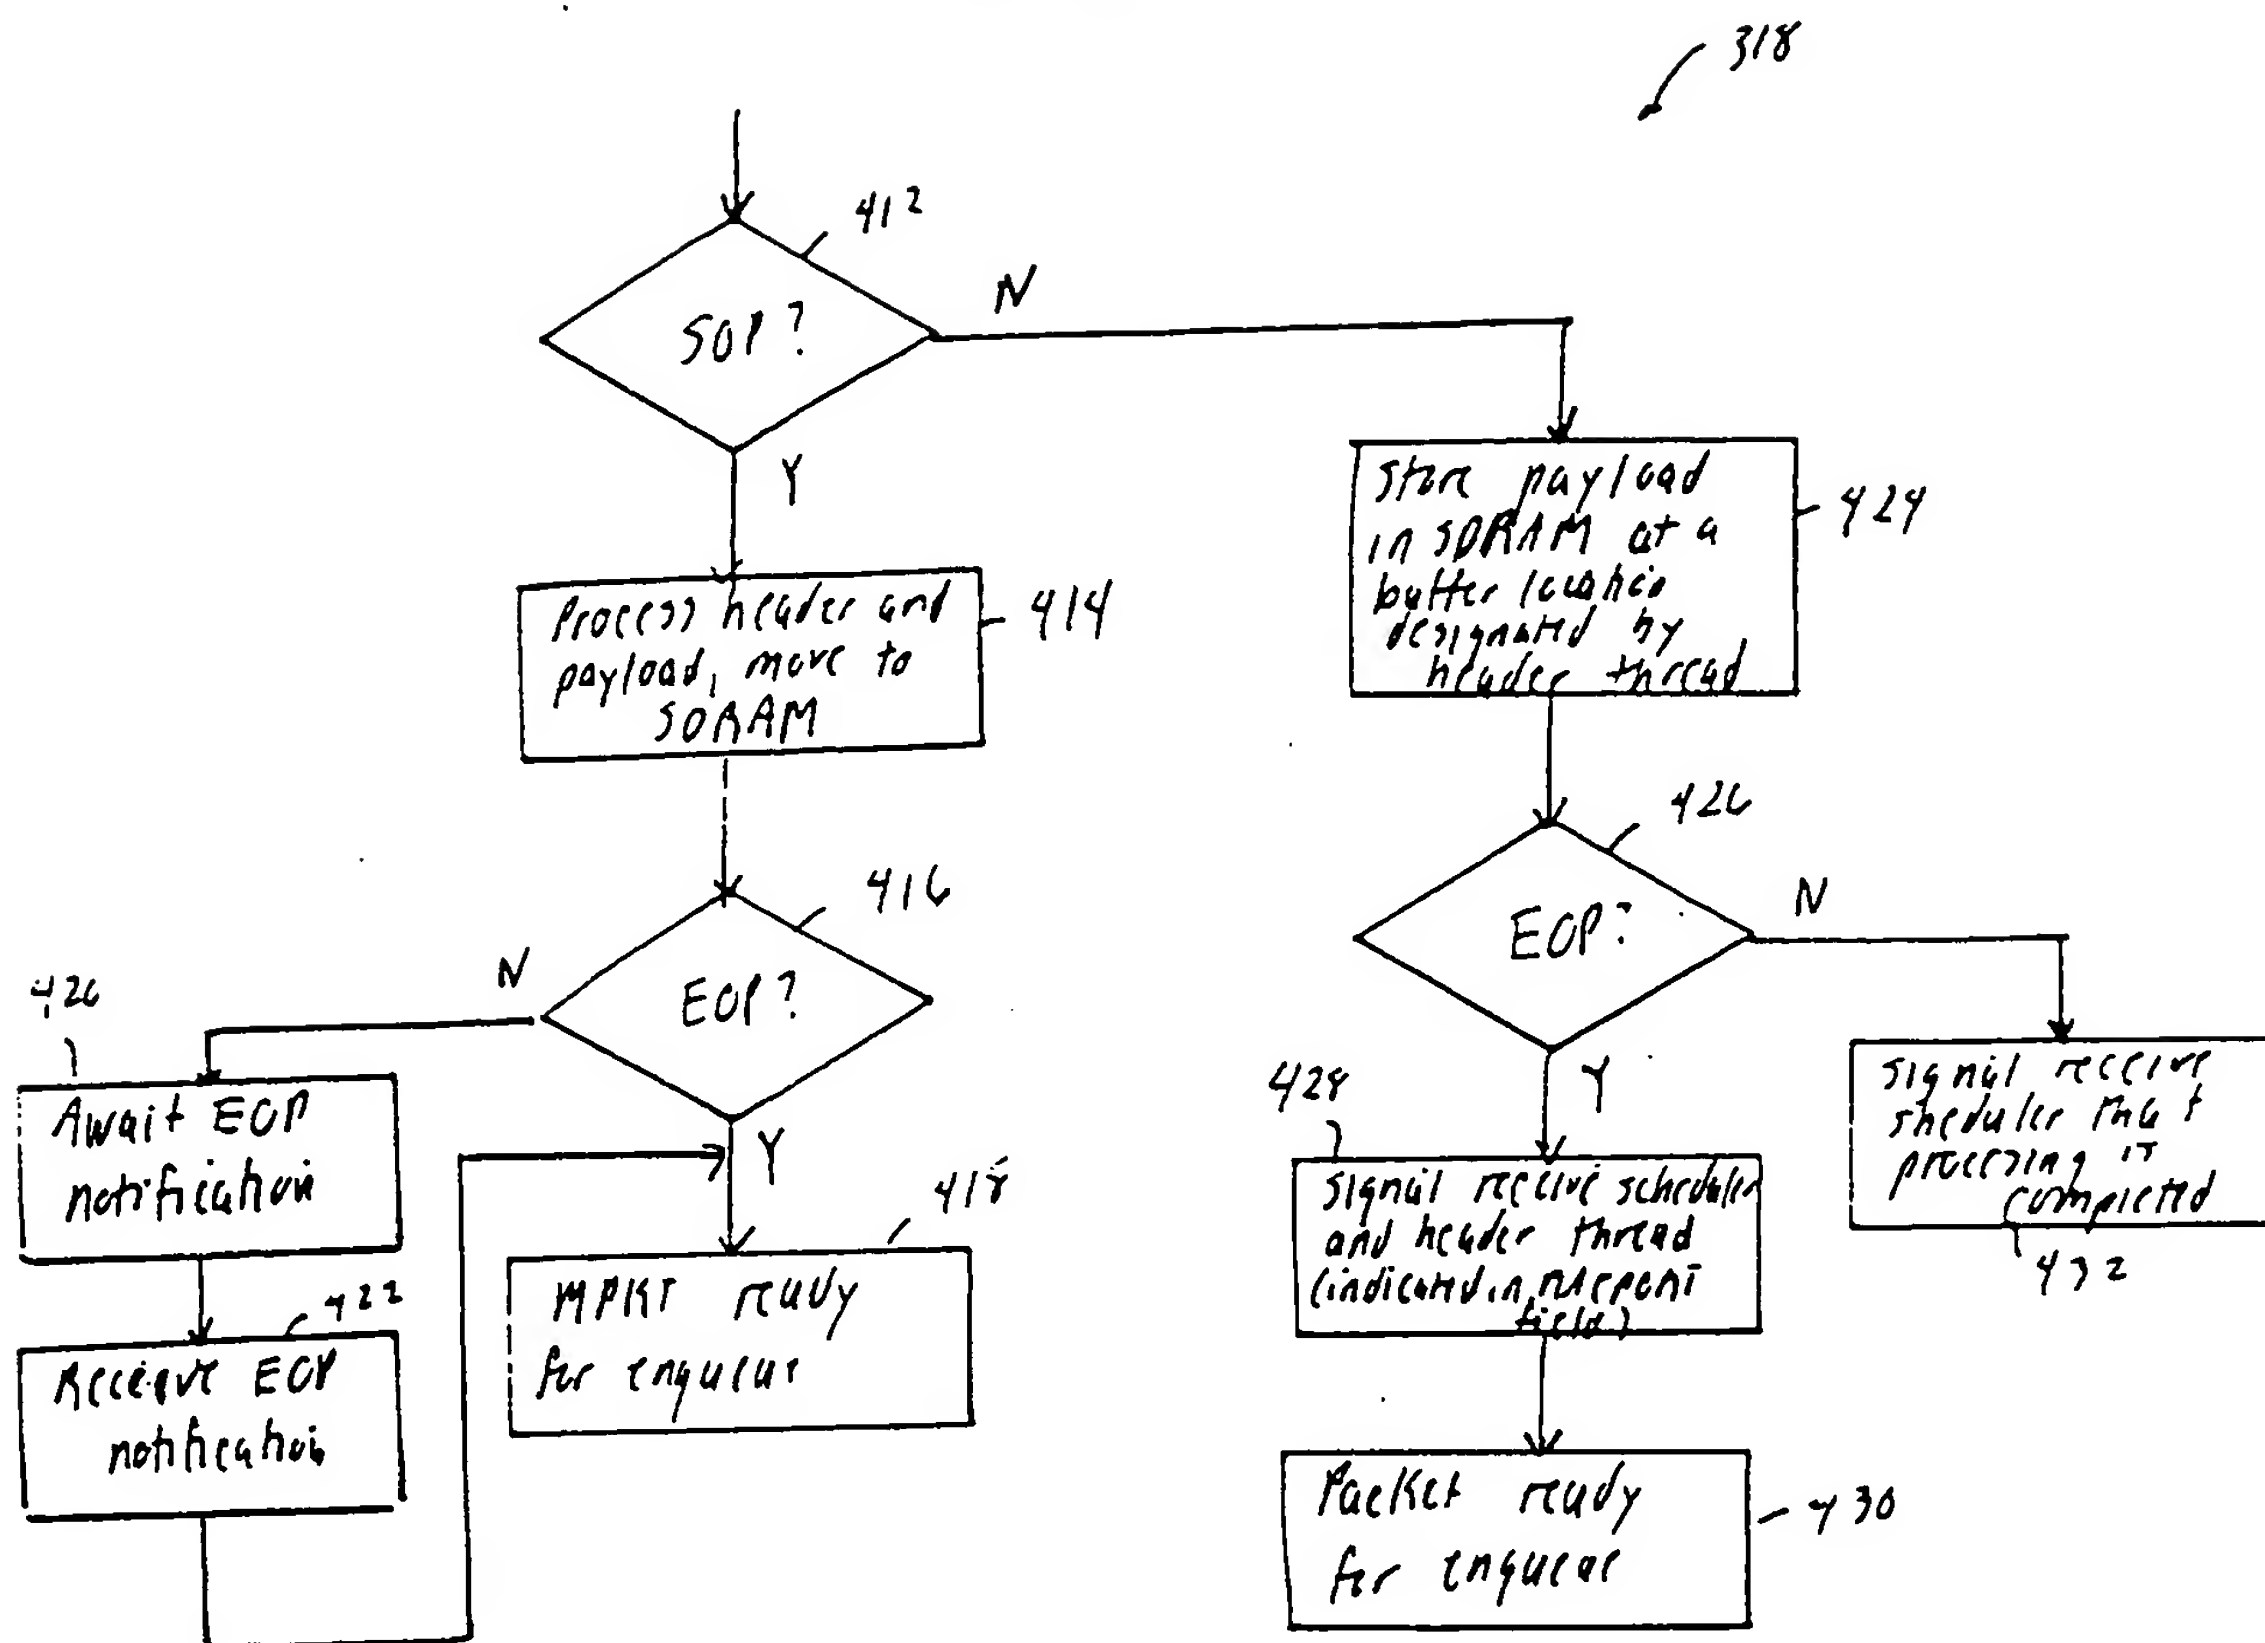 318
412
SOP?
N
Y
Process header and
payload, move to
SDRAM
414
416
EOP?
N
Y
420
Await EOP
notification
422
Receive EOP
notification
418
MPKT ready
for enqueue
store payload
in SDRAM at a
buffer location
designated by
header thread
424
426
EOP?
N
Y
428
signal receive scheduler
and header thread
(indicated in
field)
signal receive
sheduler that
processing is
completed
432
Packet ready
for enqueue
430